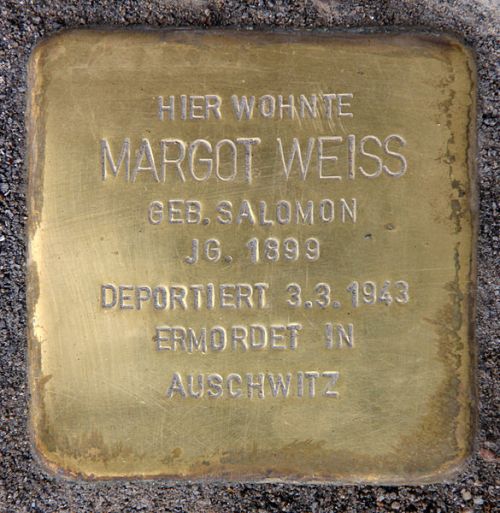 HIER WOHNTE
MARGOT WEISS
GEB. SALOMON
JG. 1899
DEPORTIERT 3.3.1943
ERMORDET IN
AUSCHWITZ